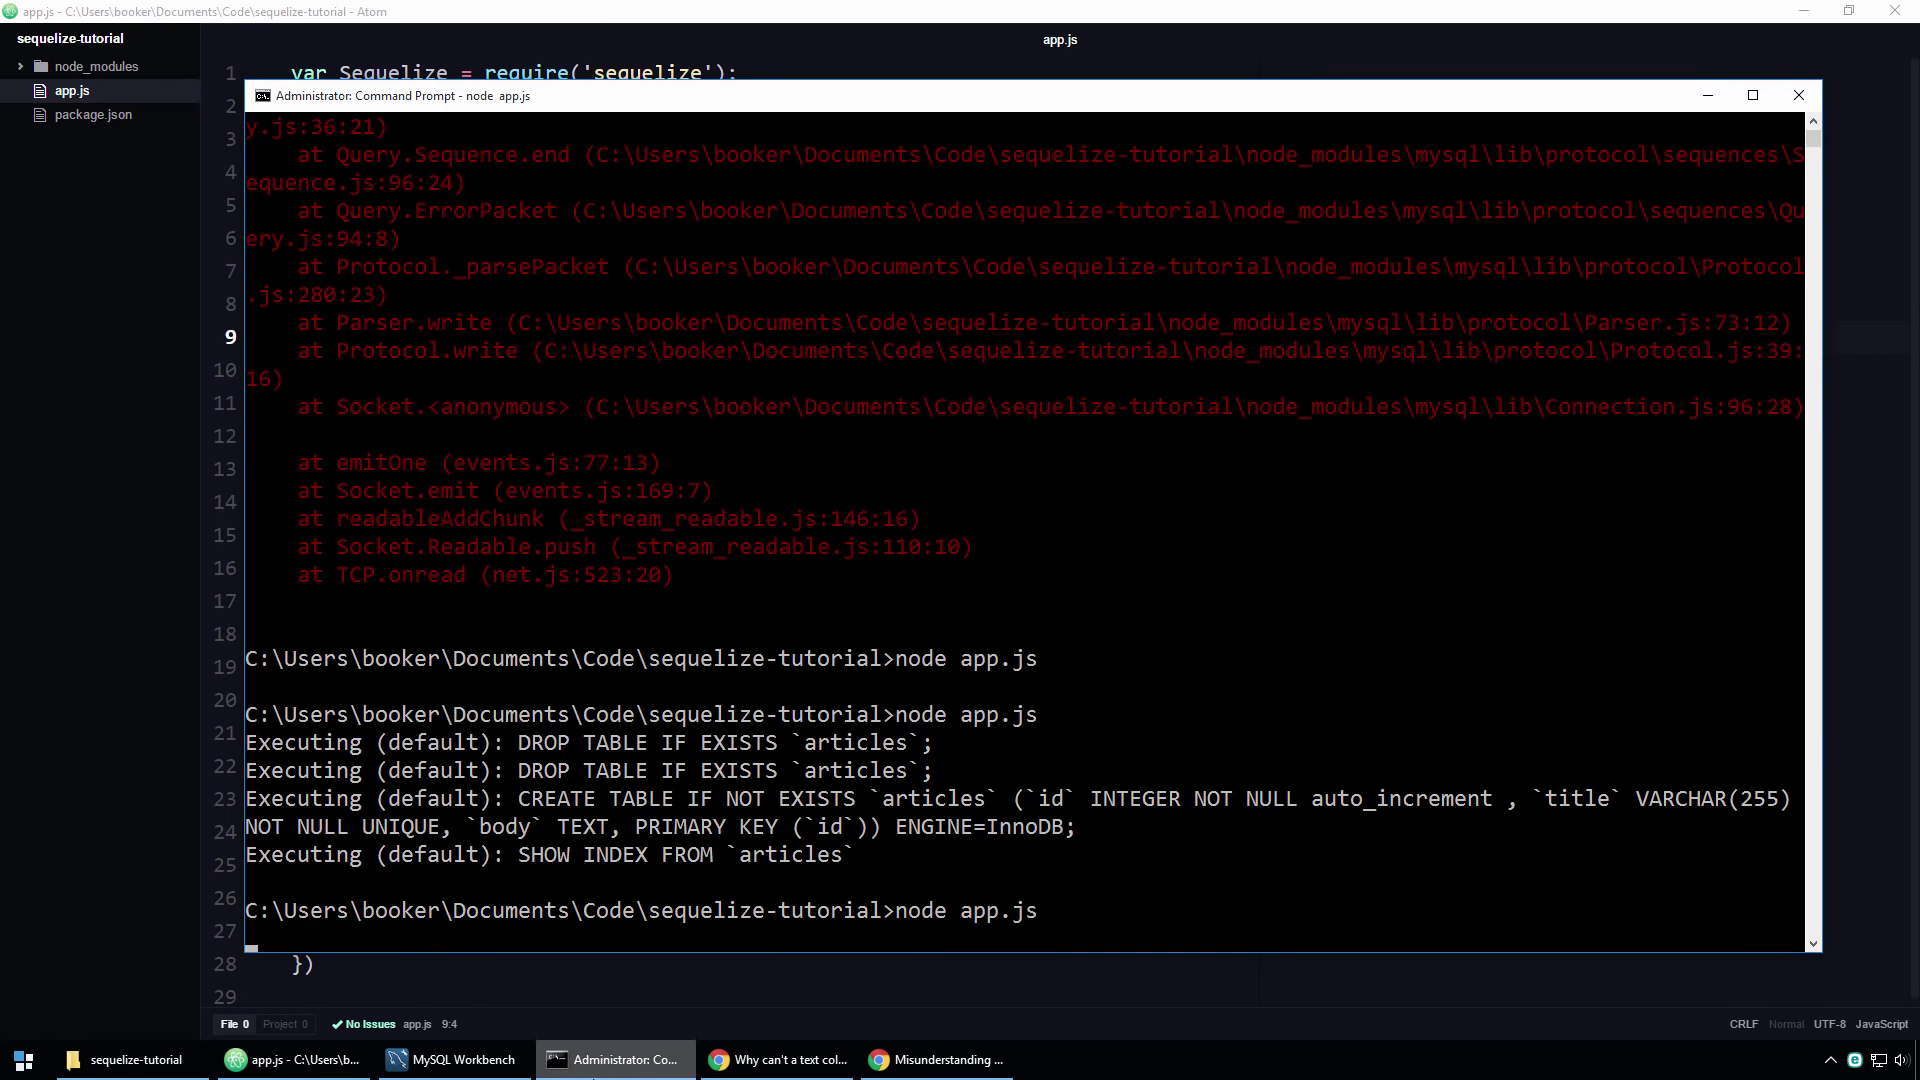 app.js - C:\Users\booker\Documents\Code\sequelize-tutorial - Atom
sequelize-tutorial
node_modules
app.js
package.json
app.js
1 var Sequelize = require('sequelize');
2
3
4
5
6
7
8
9
10
11
12
13
14
15
16
17
18
19
20
21
22
23
24
25
26
27
28 })
29
Administrator: Command Prompt - node  app.js
y.js:36:21)
    at Query.Sequence.end (C:\Users\booker\Documents\Code\sequelize-tutorial\node_modules\mysql\lib\protocol\sequences\S
equence.js:96:24)
    at Query.ErrorPacket (C:\Users\booker\Documents\Code\sequelize-tutorial\node_modules\mysql\lib\protocol\sequences\Qu
ery.js:94:8)
    at Protocol._parsePacket (C:\Users\booker\Documents\Code\sequelize-tutorial\node_modules\mysql\lib\protocol\Protocol
.js:280:23)
    at Parser.write (C:\Users\booker\Documents\Code\sequelize-tutorial\node_modules\mysql\lib\protocol\Parser.js:73:12)
    at Protocol.write (C:\Users\booker\Documents\Code\sequelize-tutorial\node_modules\mysql\lib\protocol\Protocol.js:39:
16)
    at Socket.<anonymous> (C:\Users\booker\Documents\Code\sequelize-tutorial\node_modules\mysql\lib\Connection.js:96:28)
    at emitOne (events.js:77:13)
    at Socket.emit (events.js:169:7)
    at readableAddChunk (_stream_readable.js:146:16)
    at Socket.Readable.push (_stream_readable.js:110:10)
    at TCP.onread (net.js:523:20)
C:\Users\booker\Documents\Code\sequelize-tutorial>node app.js
C:\Users\booker\Documents\Code\sequelize-tutorial>node app.js
Executing (default): DROP TABLE IF EXISTS `articles`;
Executing (default): DROP TABLE IF EXISTS `articles`;
Executing (default): CREATE TABLE IF NOT EXISTS `articles` (`id` INTEGER NOT NULL auto_increment , `title` VARCHAR(255)
NOT NULL UNIQUE, `body` TEXT, PRIMARY KEY (`id`)) ENGINE=InnoDB;
Executing (default): SHOW INDEX FROM `articles`
C:\Users\booker\Documents\Code\sequelize-tutorial>node app.js
File 0 Project 0 No Issues app.js 9:4 CRLF Normal UTF-8 JavaScript
sequelize-tutorial app.js - C:\Users\b... MySQL Workbench Administrator: Co... Why can't a text col... Misunderstanding ...